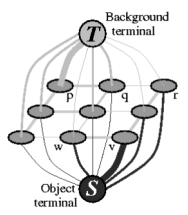 Background
terminal
T
p q r
w v
Object
terminal
S